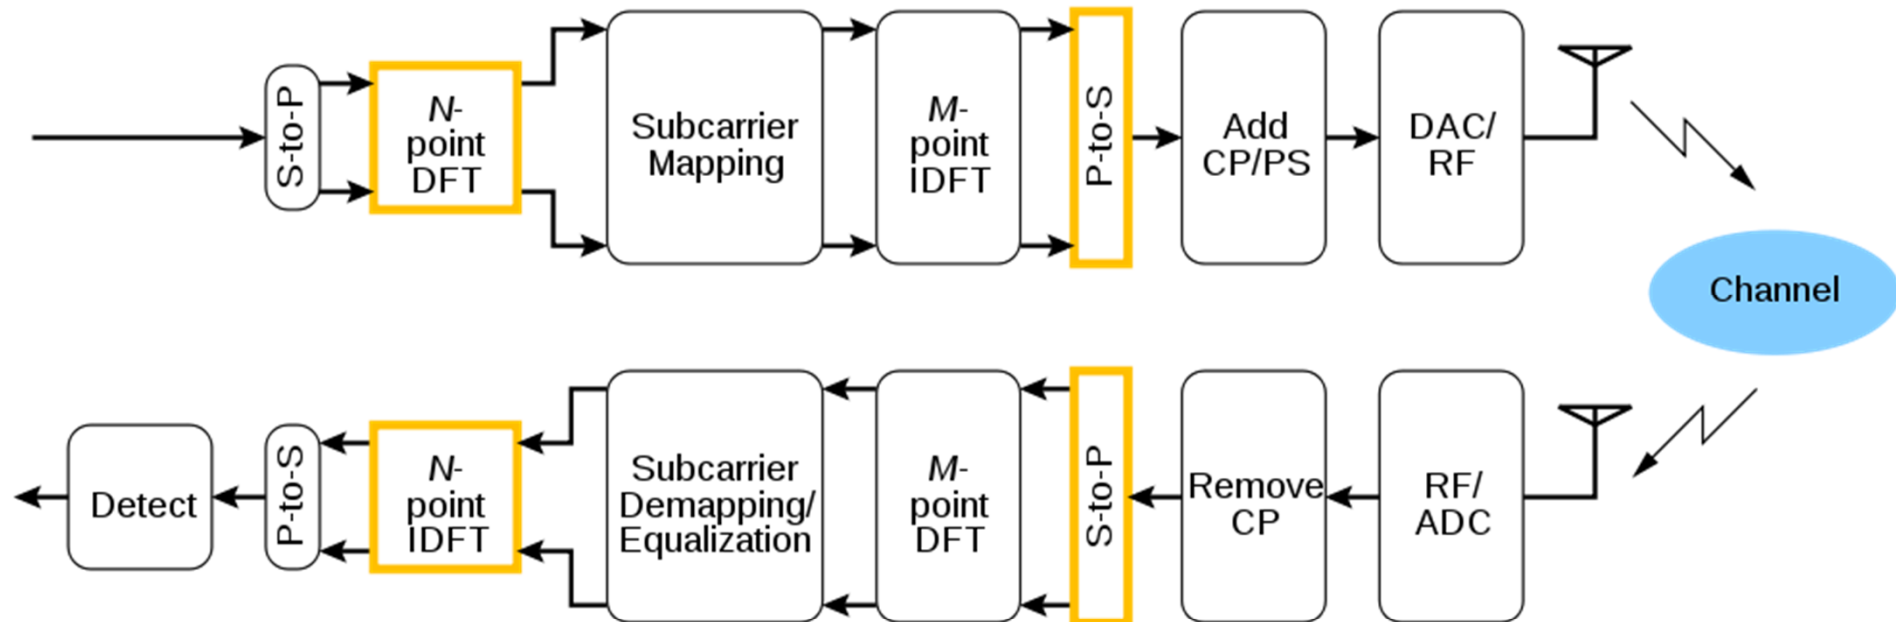 S-to-P
N-
point
DFT
Subcarrier
Mapping
M-
point
IDFT
P-to-S
Add
CP/PS
DAC/
RF
Channel
Detect
P-to-S
N-
point
IDFT
Subcarrier
Demapping/
Equalization
M-
point
DFT
S-to-P
Remove
CP
RF/
ADC